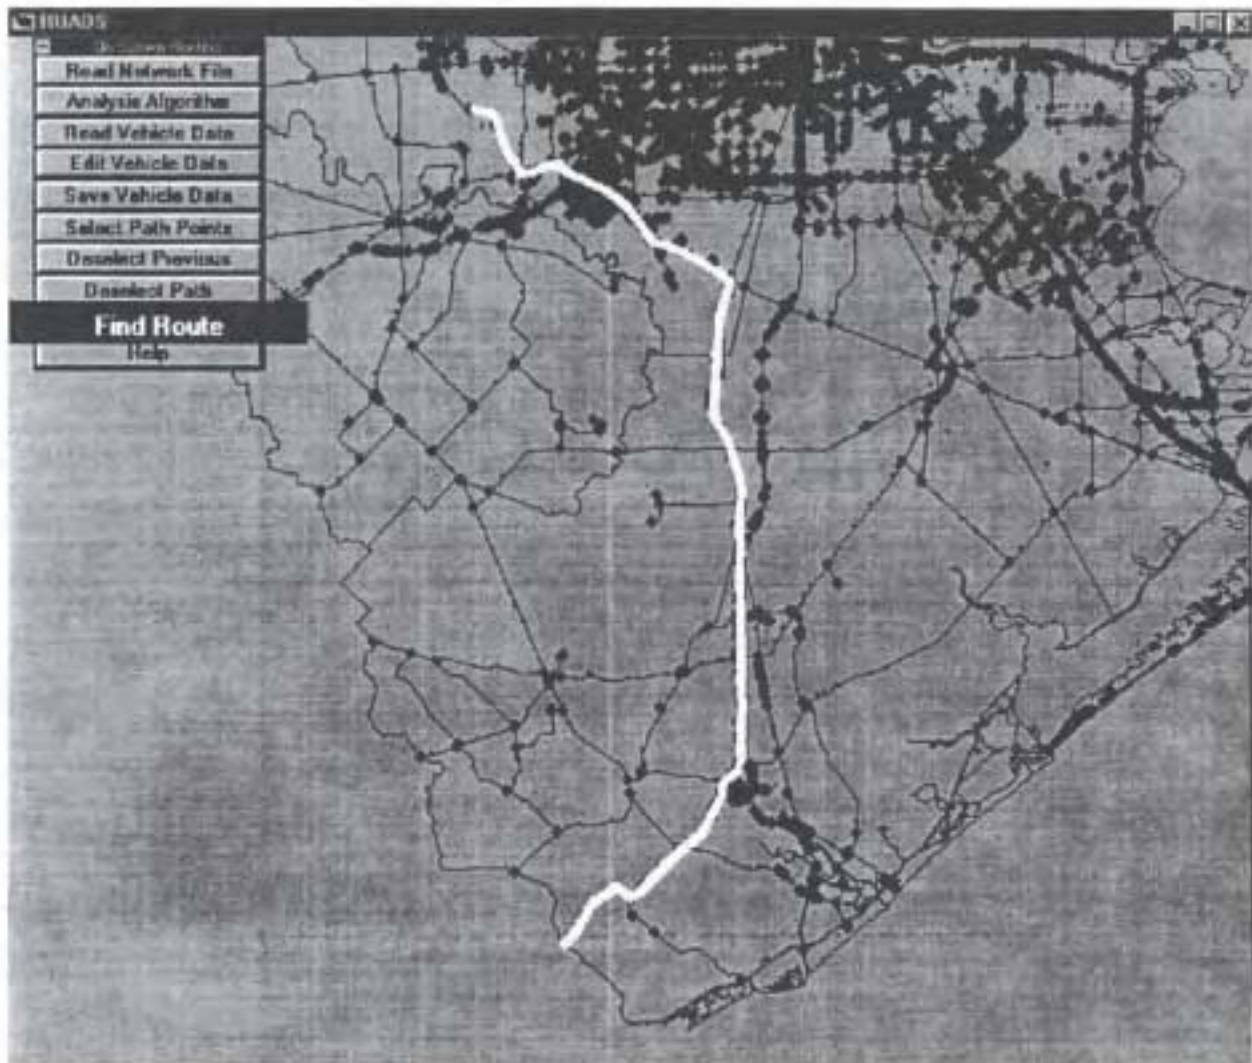 ROADS
Read Network File
Analysis Algorithm
Read Vehicle Data
Edit Vehicle Data
Save Vehicle Data
Select Path Points
Deselect Previous
Deselect Path
Find Route
Help